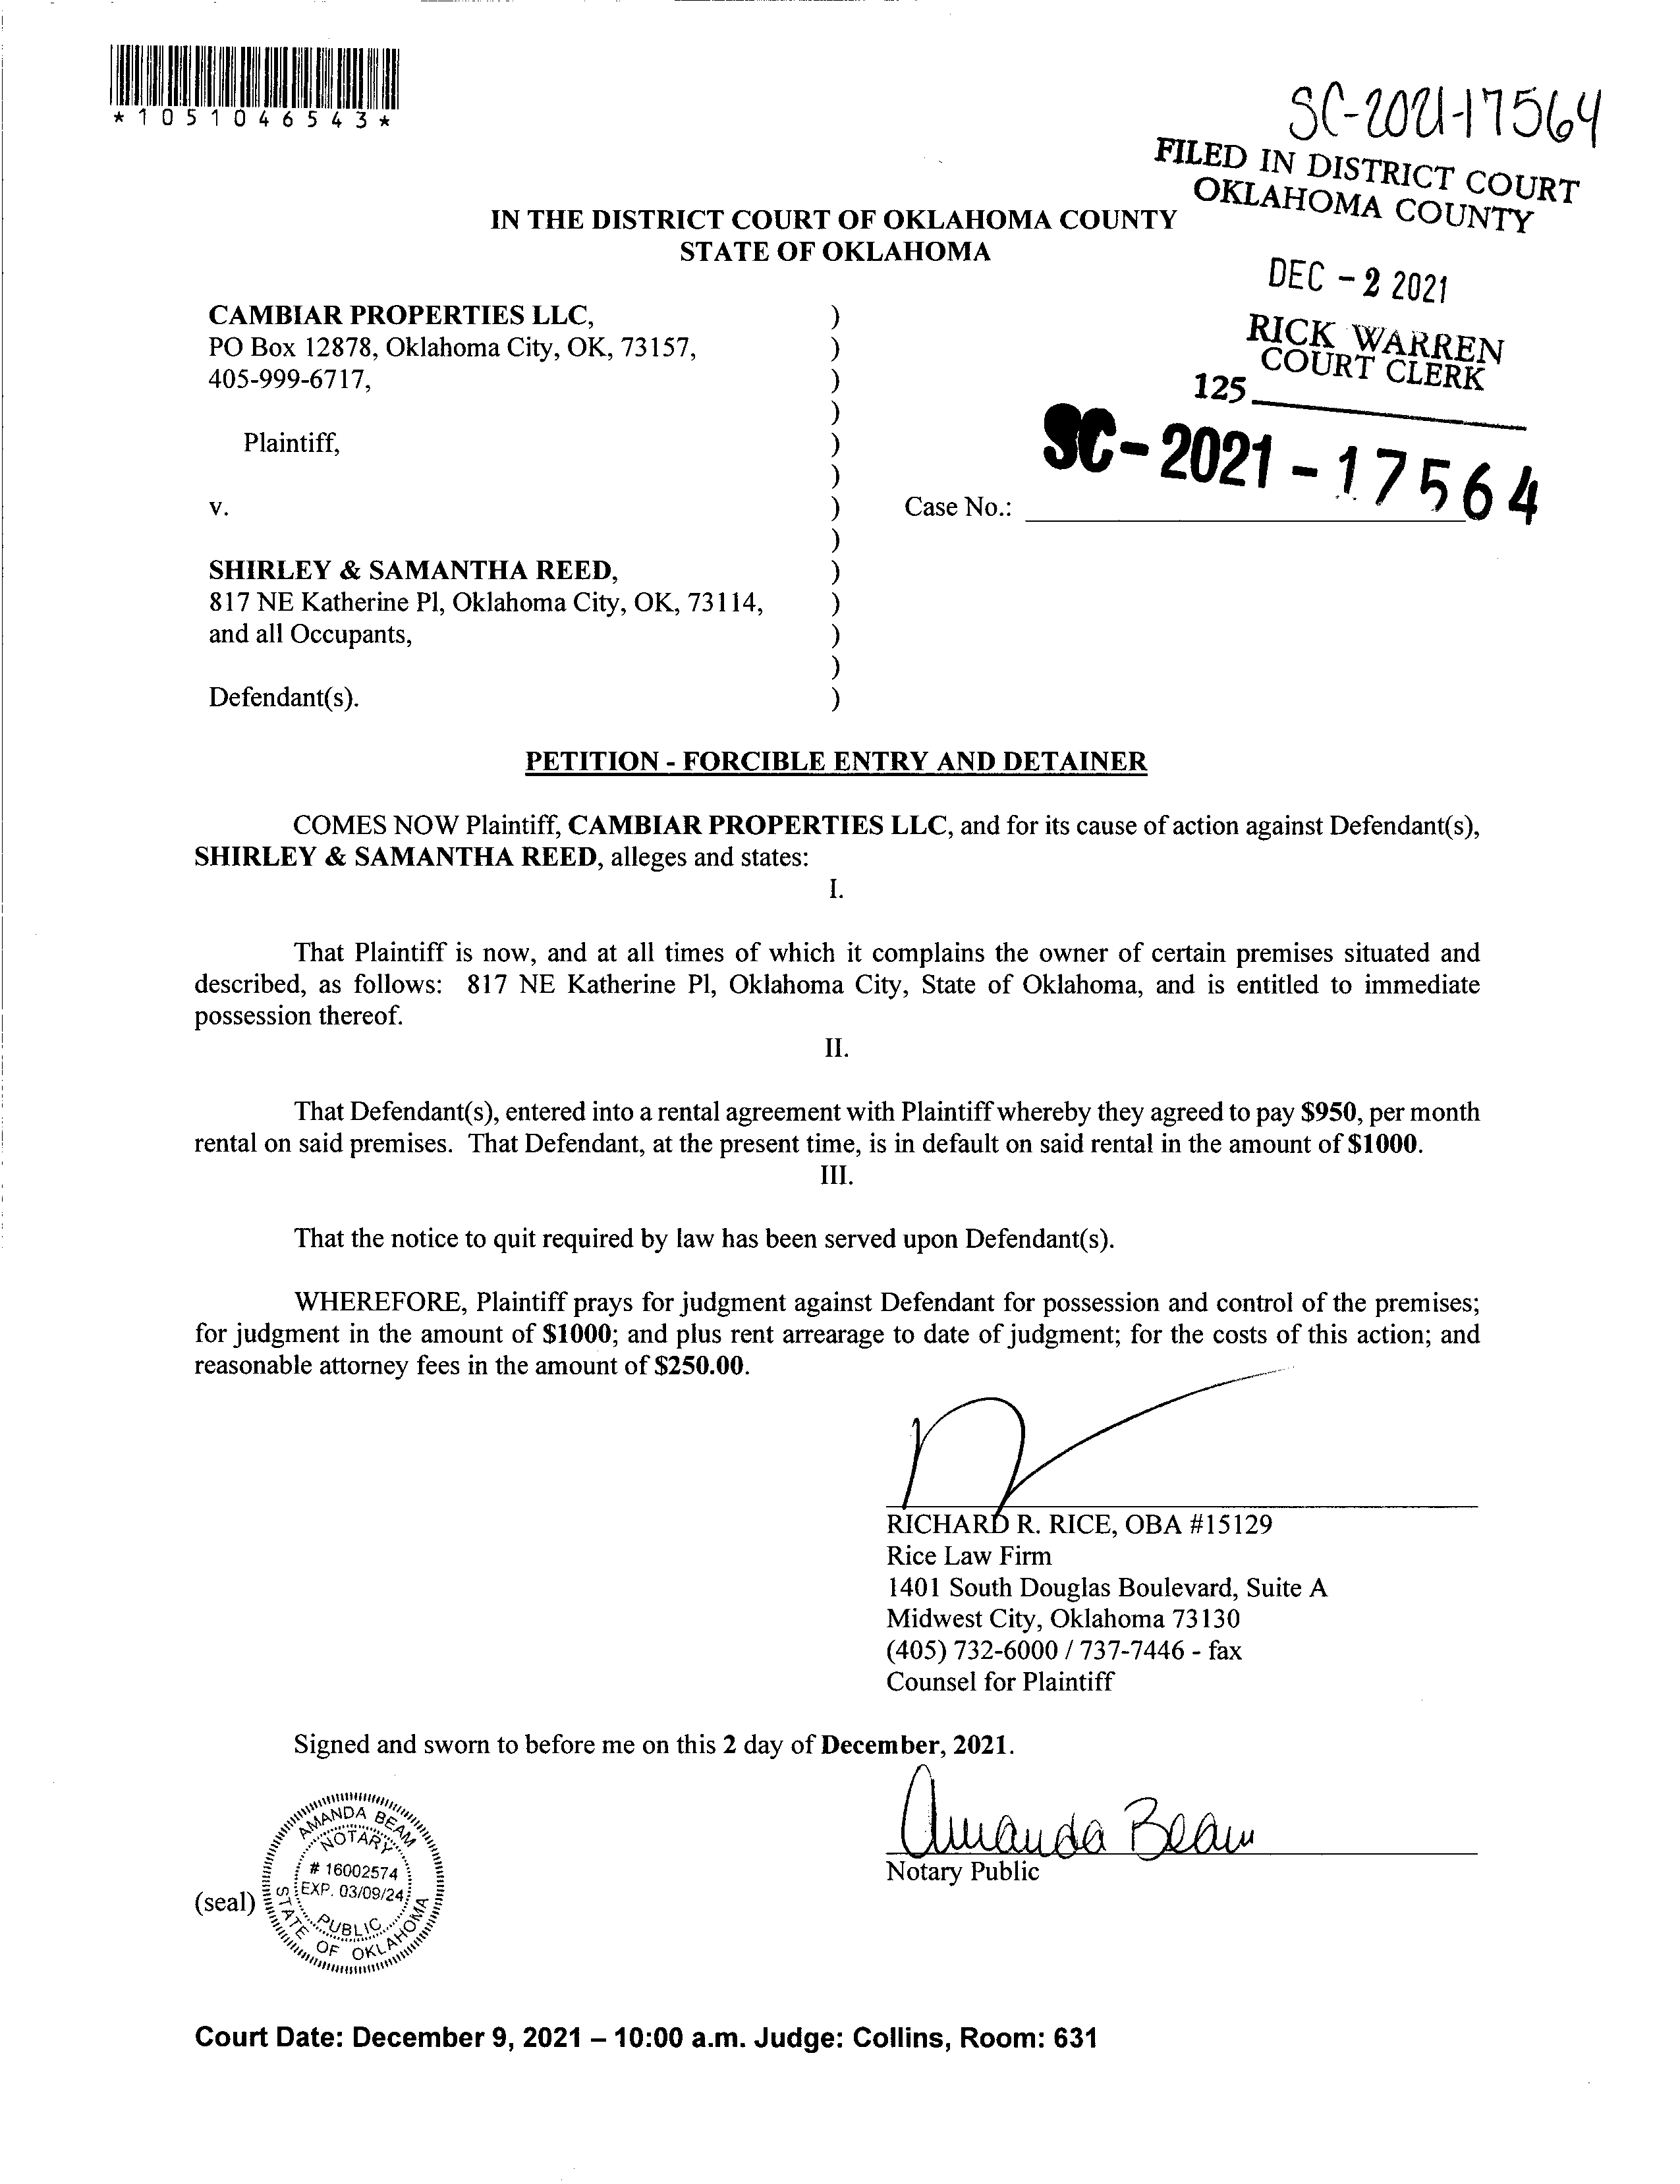 *1051046543*
SC-2021-17564
FILED IN DISTRICT COURT
OKLAHOMA COUNTY
DEC - 2 2021
RICK WARREN
COURT CLERK
125
SC-2021-17564
IN THE DISTRICT COURT OF OKLAHOMA COUNTY
STATE OF OKLAHOMA
CAMBIAR PROPERTIES LLC, )
PO Box 12878, Oklahoma City, OK, 73157, )
405-999-6717, )
)
Plaintiff, )
)
v. ) Case No.:
)
SHIRLEY & SAMANTHA REED, )
817 NE Katherine Pl, Oklahoma City, OK, 73114, )
and all Occupants, )
)
Defendant(s). )
PETITION - FORCIBLE ENTRY AND DETAINER
COMES NOW Plaintiff, CAMBIAR PROPERTIES LLC, and for its cause of action against Defendant(s),
SHIRLEY & SAMANTHA REED, alleges and states:
I.
That Plaintiff is now, and at all times of which it complains the owner of certain premises situated and
described, as follows: 817 NE Katherine Pl, Oklahoma City, State of Oklahoma, and is entitled to immediate
possession thereof.
II.
That Defendant(s), entered into a rental agreement with Plaintiff whereby they agreed to pay $950, per month
rental on said premises. That Defendant, at the present time, is in default on said rental in the amount of $1000.
III.
That the notice to quit required by law has been served upon Defendant(s).
WHEREFORE, Plaintiff prays for judgment against Defendant for possession and control of the premises;
for judgment in the amount of $1000; and plus rent arrearage to date of judgment; for the costs of this action; and
reasonable attorney fees in the amount of $250.00.
RICHARD R. RICE, OBA #15129
Rice Law Firm
1401 South Douglas Boulevard, Suite A
Midwest City, Oklahoma 73130
(405) 732-6000 / 737-7446 - fax
Counsel for Plaintiff
Signed and sworn to before me on this 2 day of December, 2021.
Amanda Beam
Notary Public
(seal)
AMANDA BEAM
NOTARY
# 16002574
EXP. 03/09/24
PUBLIC
STATE OF OKLAHOMA
Court Date: December 9, 2021 – 10:00 a.m. Judge: Collins, Room: 631